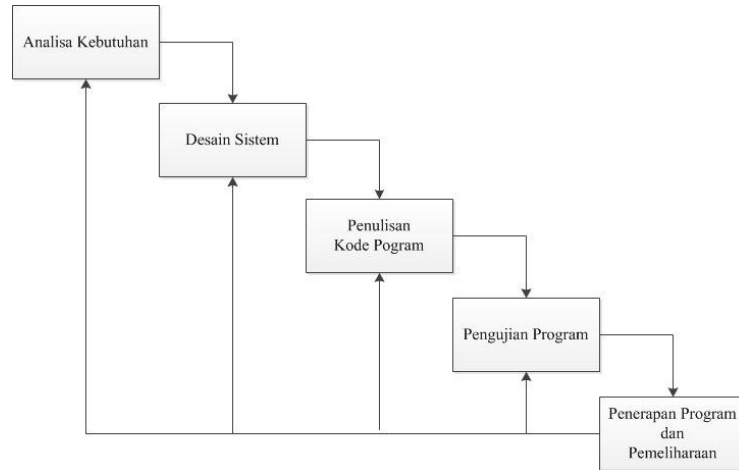 Analisa Kebutuhan
Desain Sistem
Penulisan
Kode Pogram
Pengujian Program
Penerapan Program
dan
Pemeliharaan